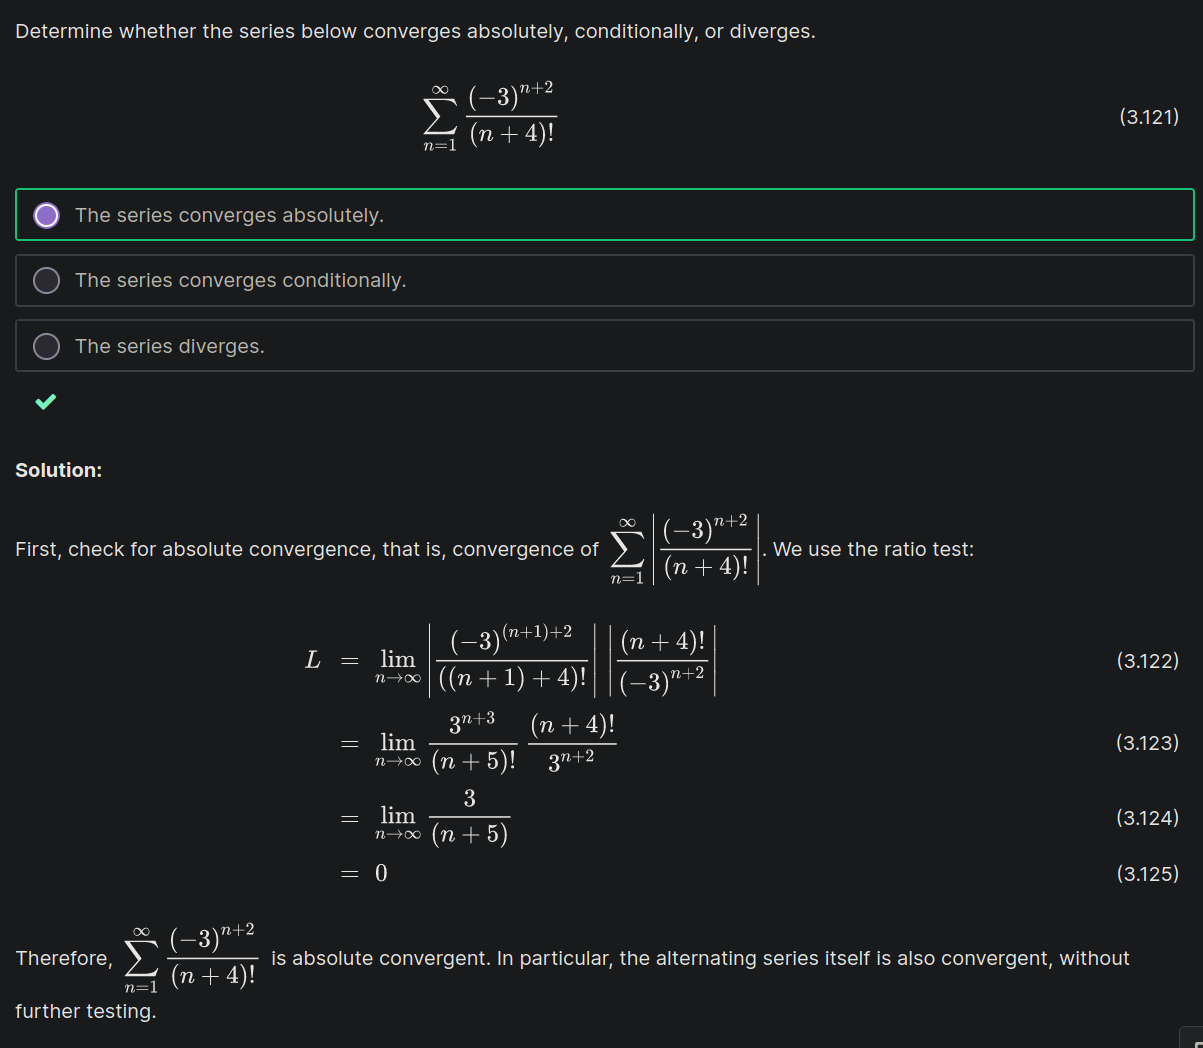 Determine whether the series below converges absolutely, conditionally, or diverges.
$$\sum_{n=1}^{\infty} \frac{(-3)^{n+2}}{(n+4)!}$$ (3.121)
The series converges absolutely.
The series converges conditionally.
The series diverges.
Solution:
First, check for absolute convergence, that is, convergence of $\sum_{n=1}^{\infty} \left| \frac{(-3)^{n+2}}{(n+4)!} \right|$. We use the ratio test:
$$L = \lim_{n \to \infty} \left| \frac{(-3)^{(n+1)+2}}{((n+1)+4)!} \right| \left| \frac{(n+4)!}{(-3)^{n+2}} \right|$$ (3.122)
$$= \lim_{n \to \infty} \frac{3^{n+3}}{(n+5)!} \frac{(n+4)!}{3^{n+2}}$$ (3.123)
$$= \lim_{n \to \infty} \frac{3}{(n+5)}$$ (3.124)
$$= 0$$ (3.125)
Therefore, $\sum_{n=1}^{\infty} \frac{(-3)^{n+2}}{(n+4)!}$ is absolute convergent. In particular, the alternating series itself is also convergent, without
further testing.